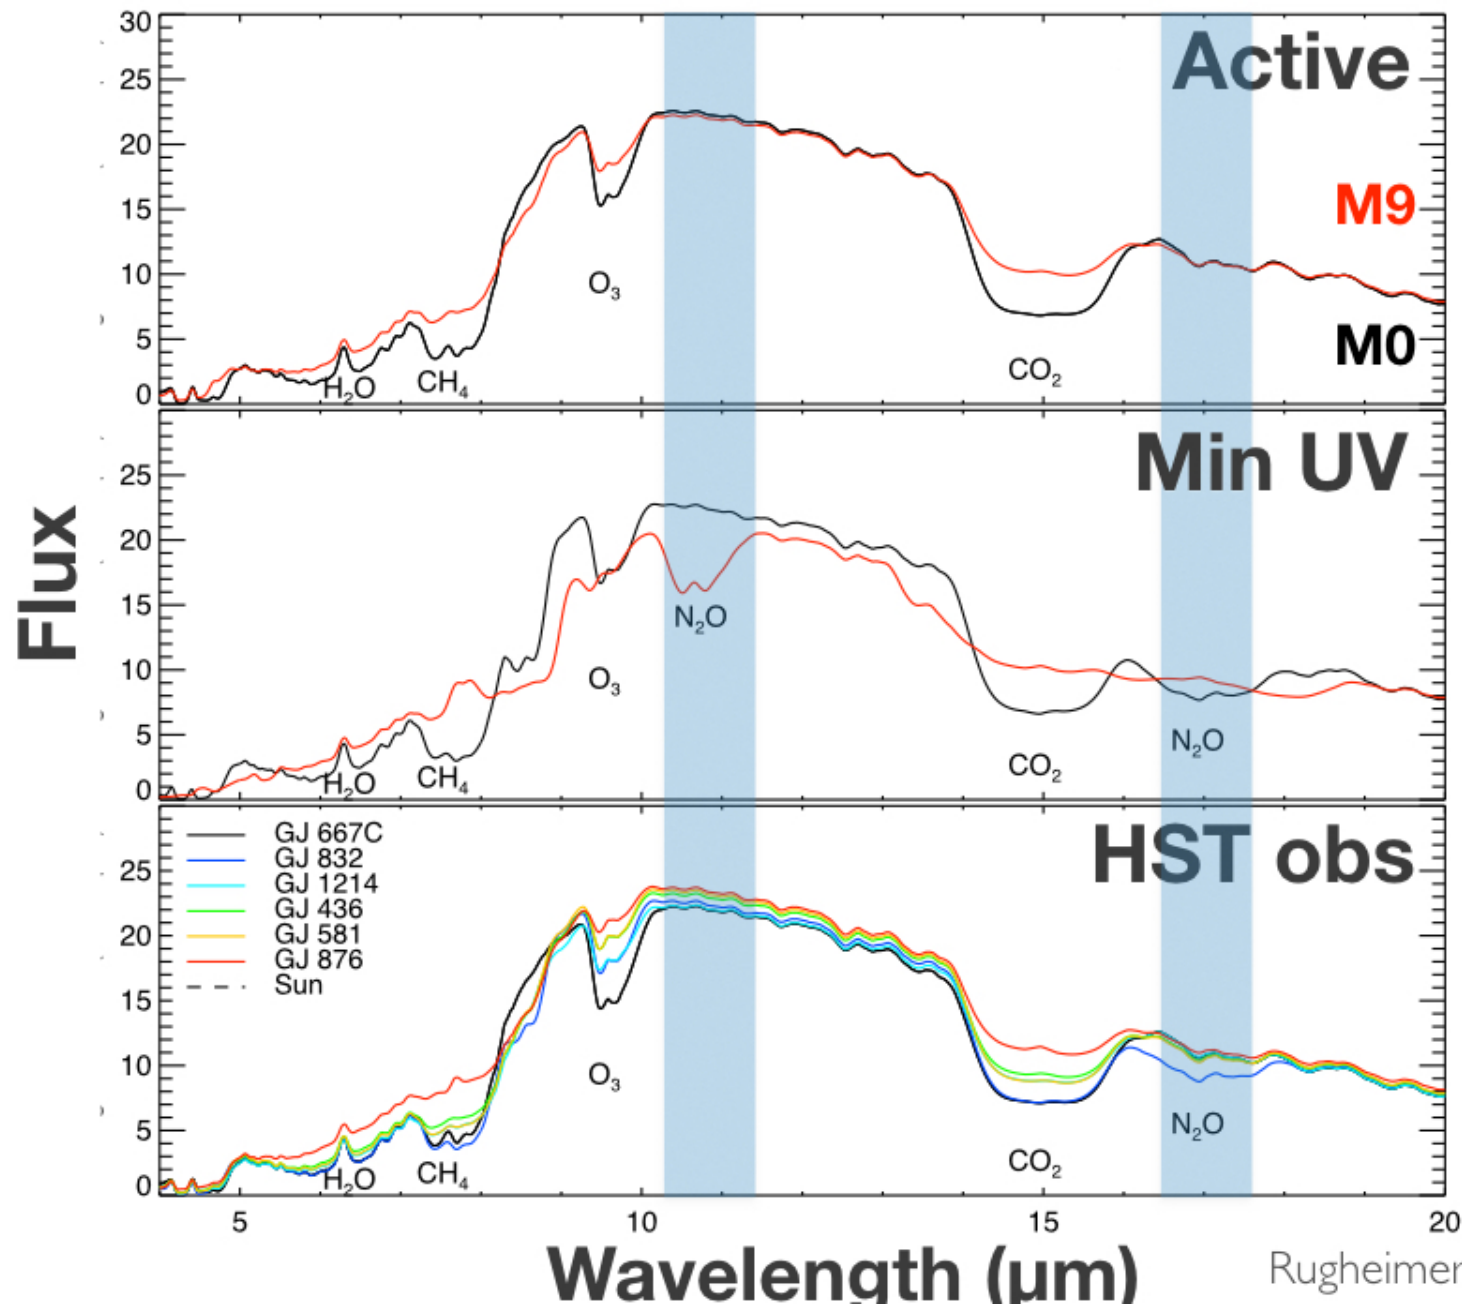 30
25
20
15
10
5
0
Active
M9
M0
O₃
H₂O
CH₄
CO₂
25
20
15
10
5
0
Min UV
N₂O
O₃
N₂O
H₂O
CH₄
CO₂
Flux
25
20
15
10
5
0
HST obs
GJ 667C
GJ 832
GJ 1214
GJ 436
GJ 581
GJ 876
Sun
O₃
N₂O
H₂O
CH₄
CO₂
5 10 15 20
Wavelength (μm)
Rugheimer